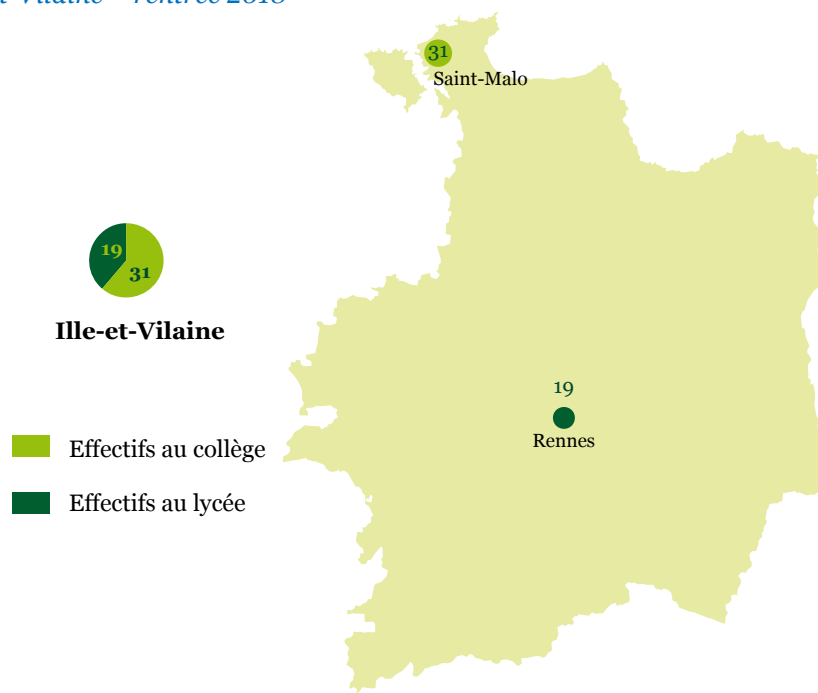 31
Saint-Malo
19
31
Ille-et-Vilaine
19
Rennes
Effectifs au collège
Effectifs au lycée